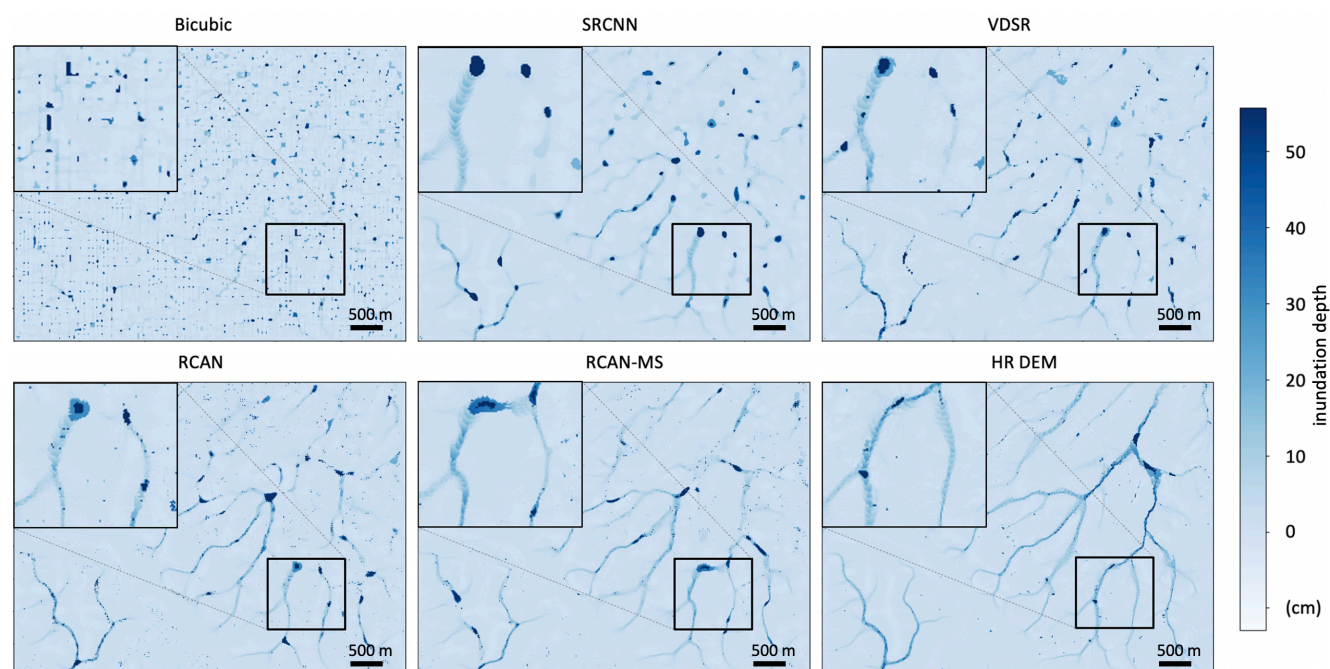 Bicubic
SRCNN
VDSR
500 m
500 m
500 m
RCAN
RCAN-MS
HR DEM
500 m
500 m
500 m
50
40
30
20
10
0
(cm)
inundation depth